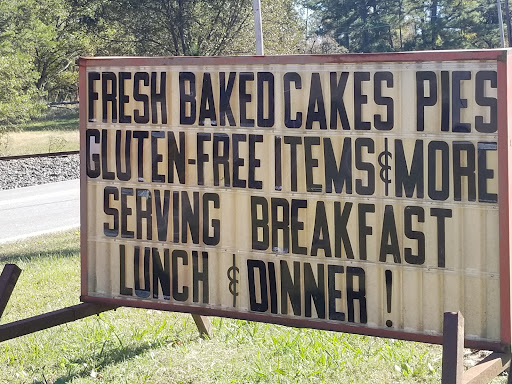 FRESH BAKED CAKES PIES
GLUTEN-FREE ITEMS & MORE
SERVING BREAKFAST
LUNCH & DINNER !